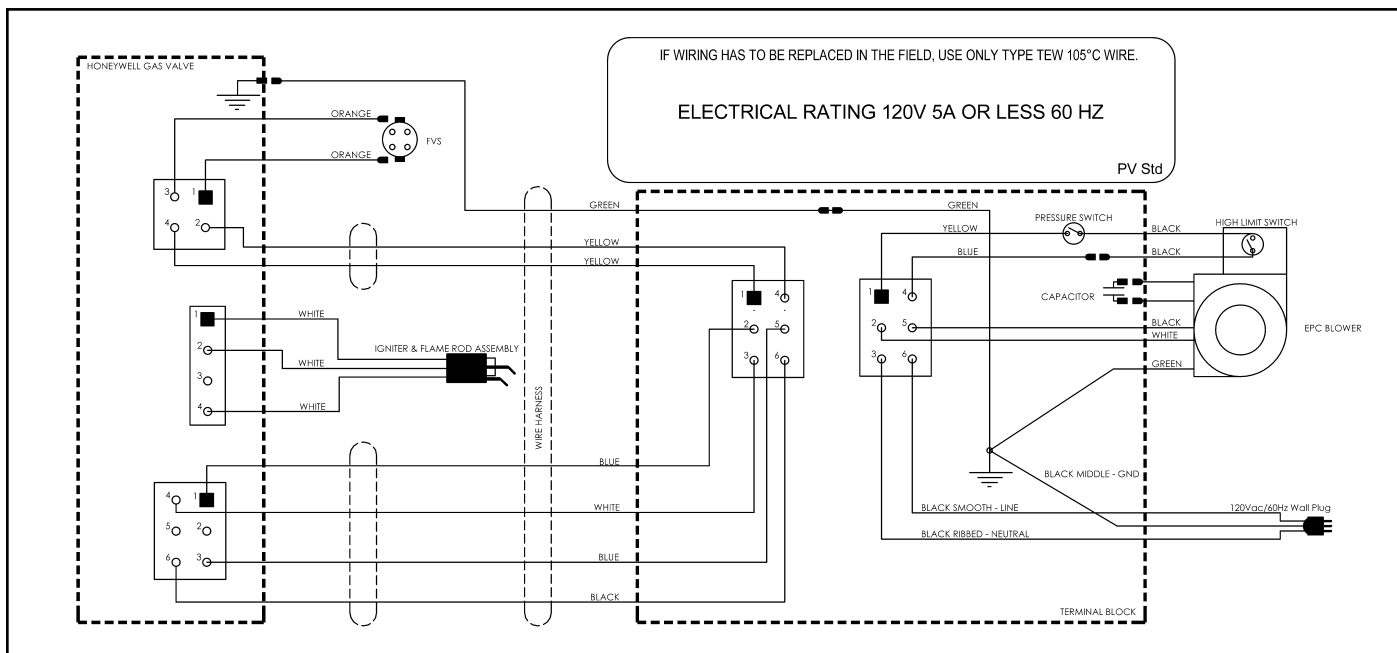 HONEYWELL GAS VALVE
IF WIRING HAS TO BE REPLACED IN THE FIELD, USE ONLY TYPE TEW 105°C WIRE.
ELECTRICAL RATING 120V 5A OR LESS 60 HZ
PV Std
ORANGE
FVS
ORANGE
3
1
4
2
GREEN
GREEN
YELLOW
YELLOW
YELLOW
PRESSURE SWITCH
BLACK
HIGH LIMIT SWITCH
BLUE
BLACK
CAPACITOR
1
4
2
5
3
6
1
4
2
5
3
6
BLACK
WHITE
EPC BLOWER
GREEN
1
2
3
4
WHITE
WHITE
WHITE
IGNITER & FLAME ROD ASSEMBLY
WIRE HARNESS
4
1
5
2
6
3
BLUE
WHITE
BLUE
BLACK
BLACK MIDDLE - GND
BLACK SMOOTH - LINE
120Vac/60Hz Wall Plug
BLACK RIBBED - NEUTRAL
TERMINAL BLOCK